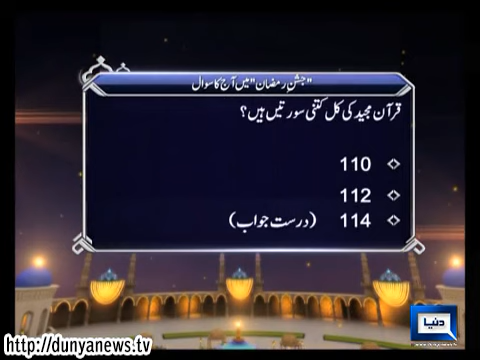 "جشن رمضان" میں آج کا سوال
قرآن مجید کی کل کتنی سورتیں ہیں؟
110
112
114 (درست جواب)
دنیا
http://dunyanews.tv